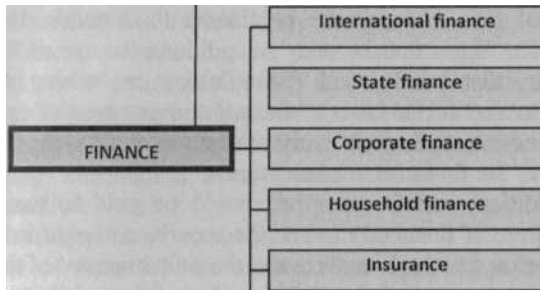 International finance
State finance
FINANCE
Corporate finance
Household finance
Insurance